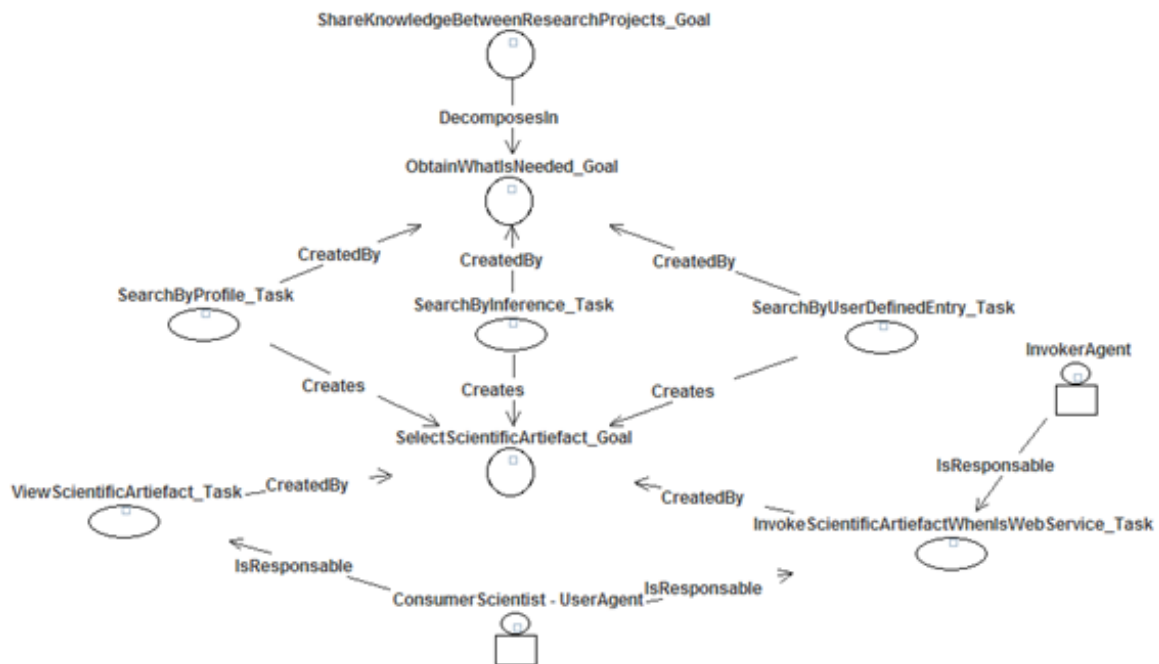 ShareKnowledgeBetweenResearchProjects_Goal
DecomposesIn
ObtainWhatIsNeeded_Goal
CreatedBy
CreatedBy
CreatedBy
SearchByProfile_Task
SearchByInference_Task
SearchByUserDefinedEntry_Task
InvokerAgent
Creates
Creates
Creates
SelectScientificArtiefact_Goal
IsResponsable
ViewScientificArtiefact_Task
CreatedBy
CreatedBy
InvokeScientificArtiefactWhenIsWebService_Task
IsResponsable
IsResponsable
ConsumerScientist - UserAgent